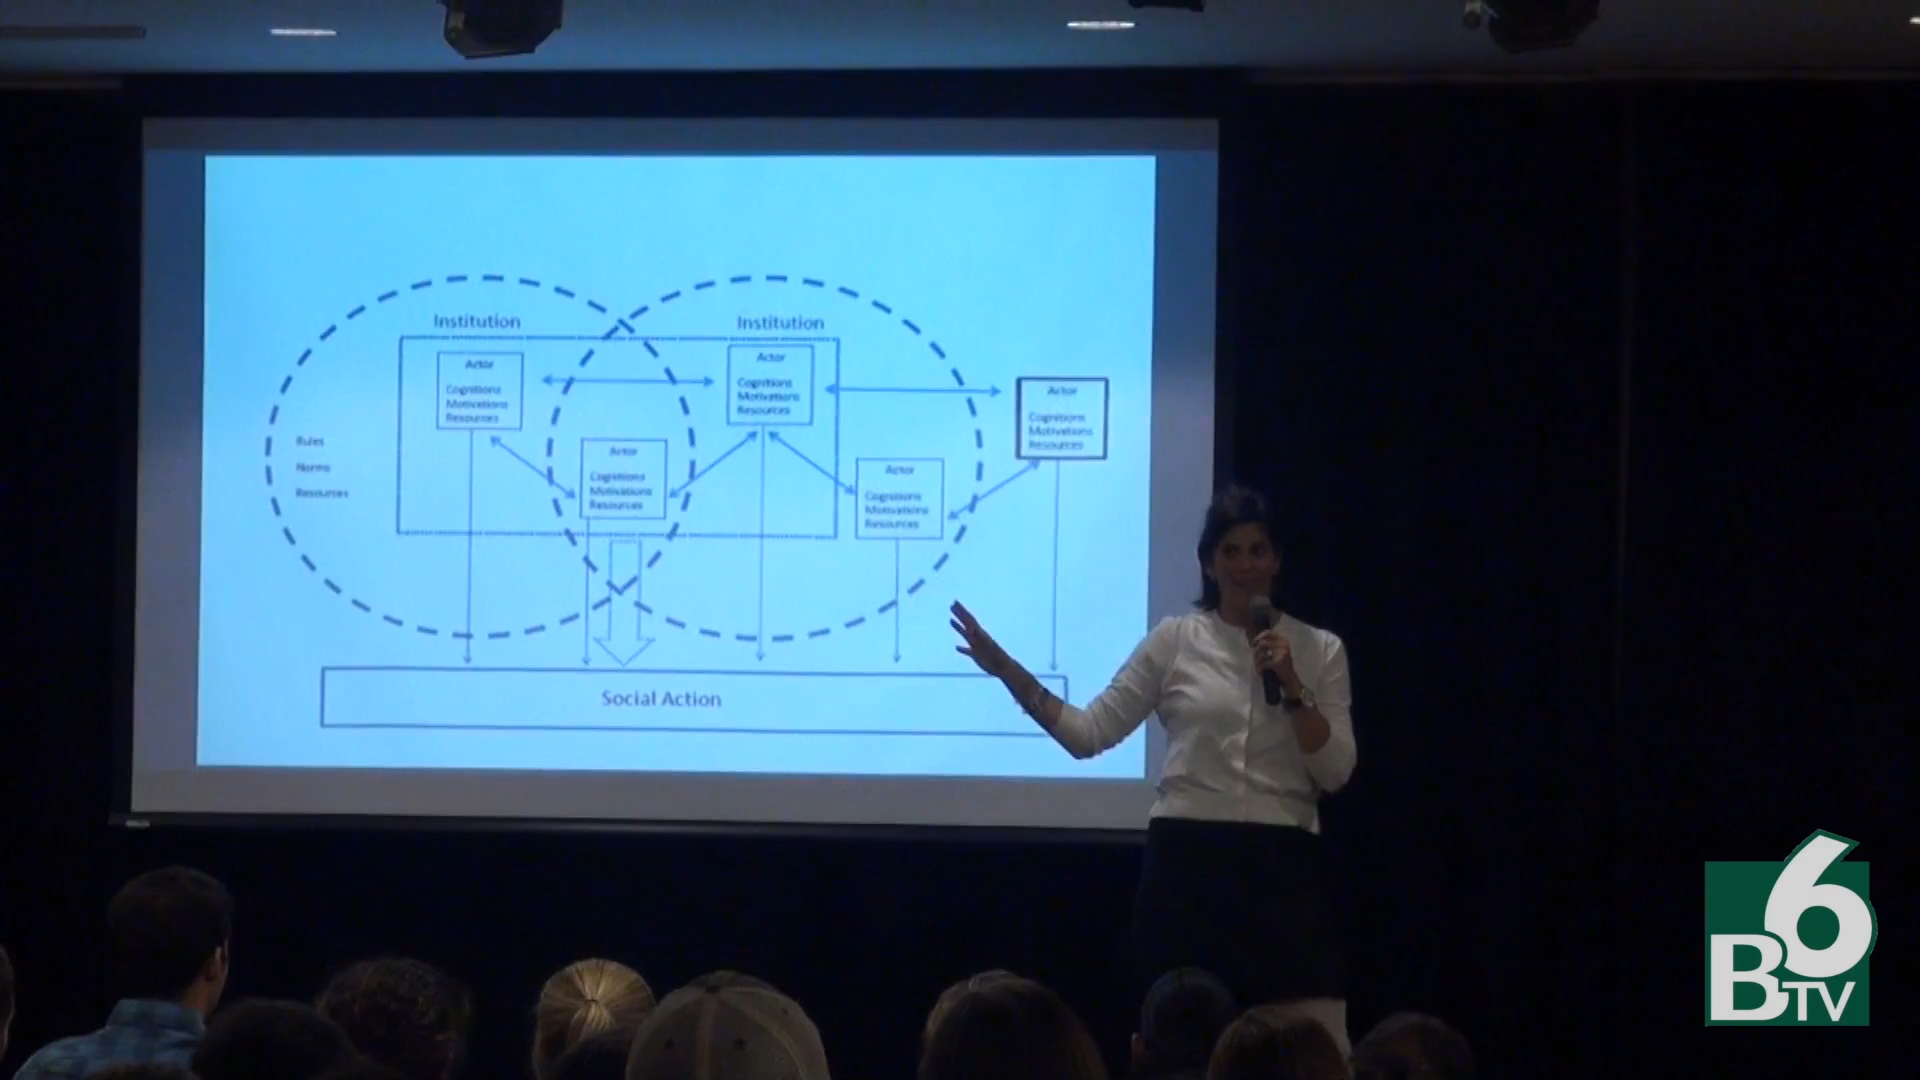 Institution
Institution
Actor
Cognitions
Motivations
Resources
Actor
Cognitions
Motivations
Resources
Actor
Cognitions
Motivations
Resources
Rules
Norms
Resources
Actor
Cognitions
Motivations
Resources
Actor
Cognitions
Motivations
Resources
Social Action
6
BTV